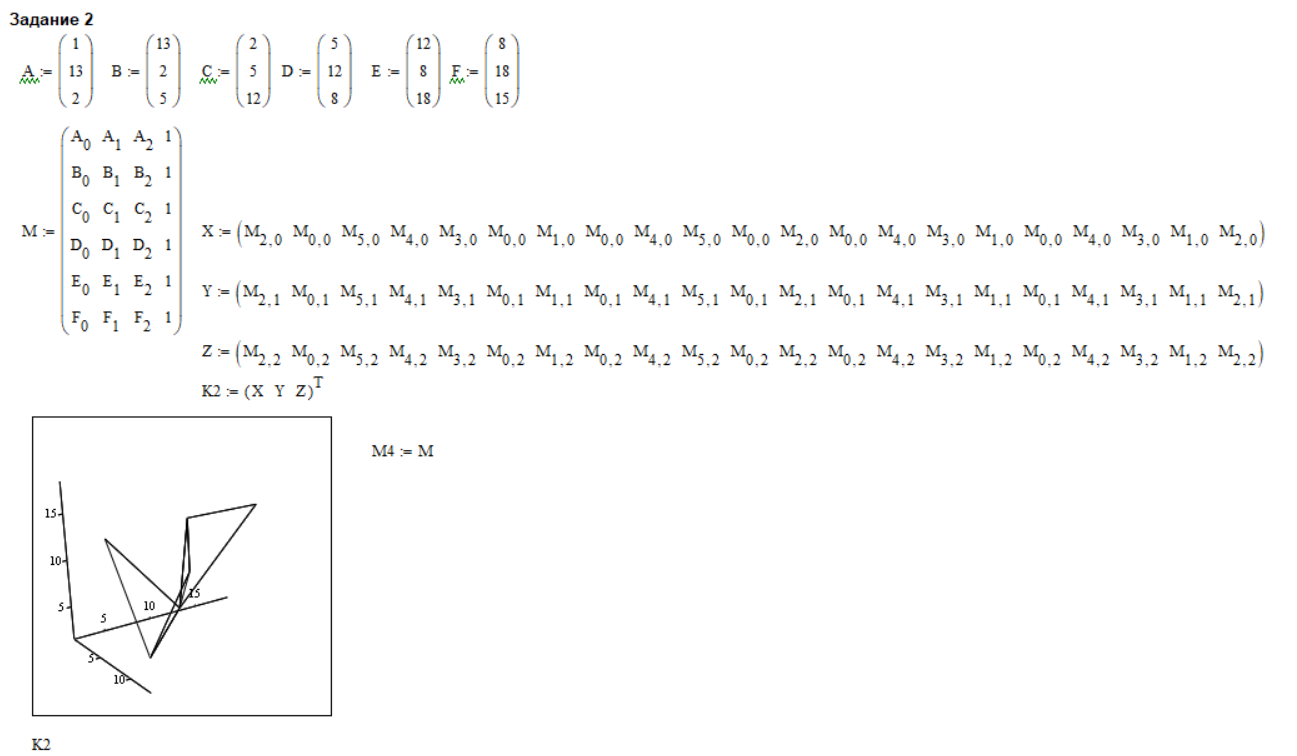 Задание 2
A := (1 13 2) B := (13 2 5) C := (2 5 12) D := (5 12 8) E := (12 8 18) F := (8 18 15)
M := (A0 A1 A2 1
B0 B1 B2 1
C0 C1 C2 1
D0 D1 D2 1
E0 E1 E2 1
F0 F1 F2 1)
X := (M2,0 M0,0 M5,0 M4,0 M3,0 M0,0 M1,0 M0,0 M4,0 M5,0 M0,0 M2,0 M0,0 M4,0 M3,0 M1,0 M0,0 M4,0 M3,0 M1,0 M2,0)
Y := (M2,1 M0,1 M5,1 M4,1 M3,1 M0,1 M1,1 M0,1 M4,1 M5,1 M0,1 M2,1 M0,1 M4,1 M3,1 M1,1 M0,1 M4,1 M3,1 M1,1 M2,1)
Z := (M2,2 M0,2 M5,2 M4,2 M3,2 M0,2 M1,2 M0,2 M4,2 M5,2 M0,2 M2,2 M0,2 M4,2 M3,2 M1,2 M0,2 M4,2 M3,2 M1,2 M2,2)
K2 := (X Y Z)T
M4 := M
15
10
5
5 10 15
5
10
K2